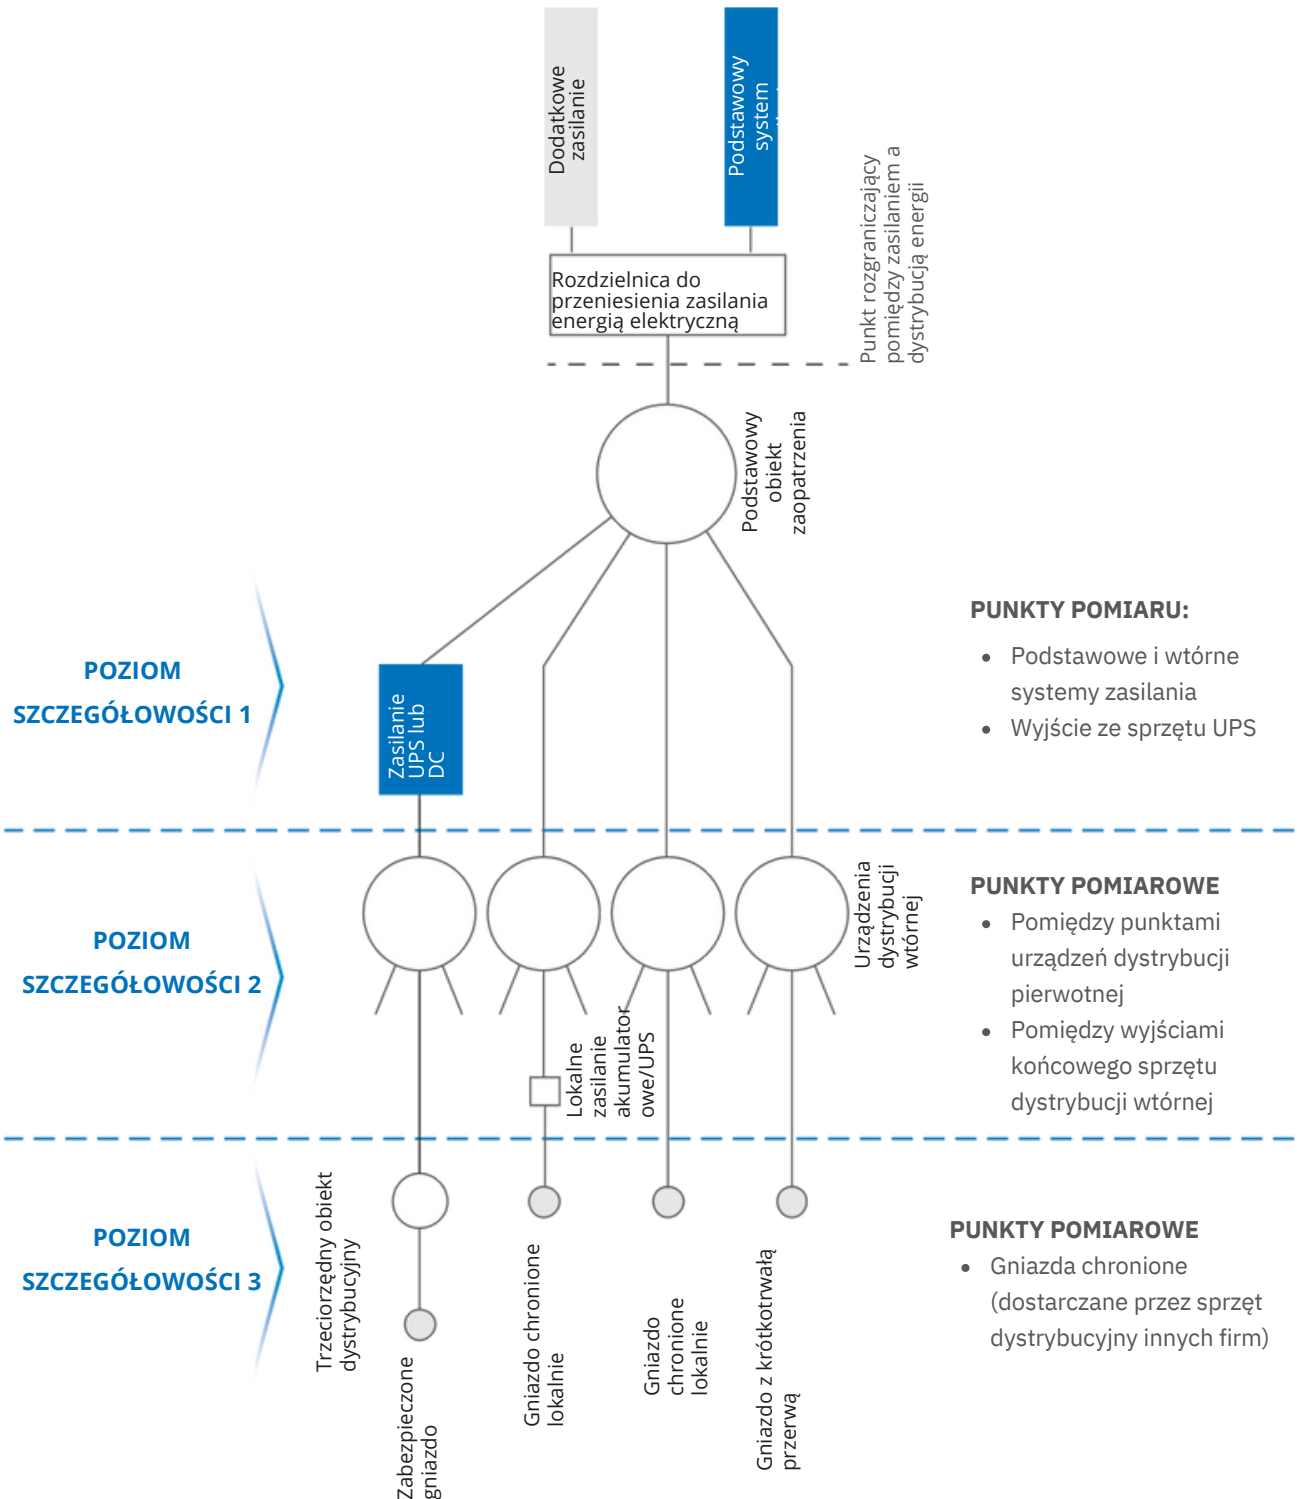 Dodatkowe
zasilanie
Podstawowy
system
Punkt rozgraniczający
pomiędzy zasilaniem a
dystrybucją energii
Rozdzielnica do
przeniesienia zasilania
energią elektryczną
Podstawowy
obiekt
zaopatrzenia
POZIOM
SZCZEGÓŁOWOŚCI 1
Zasilanie
UPS lub
DC
PUNKTY POMIARU:
• Podstawowe i wtórne
systemy zasilania
• Wyjście ze sprzętu UPS
POZIOM
SZCZEGÓŁOWOŚCI 2
Urządzenia
dystrybucji
wtórnej
Lokalne
zasilanie
akumulator
owe/UPS
PUNKTY POMIAROWE
• Pomiędzy punktami
urządzeń dystrybucji
pierwotnej
• Pomiędzy wyjściami
końcowego sprzętu
dystrybucji wtórnej
POZIOM
SZCZEGÓŁOWOŚCI 3
Trzeciorzędny obiekt
dystrybucyjny
Zabezpieczone
gniazdo
Gniazdo chronione
lokalnie
Gniazdo
chronione
lokalnie
Gniazdo z krótkotrwałą
przerwą
PUNKTY POMIAROWE
• Gniazda chronione
(dostarczane przez sprzęt
dystrybucyjny innych firm)